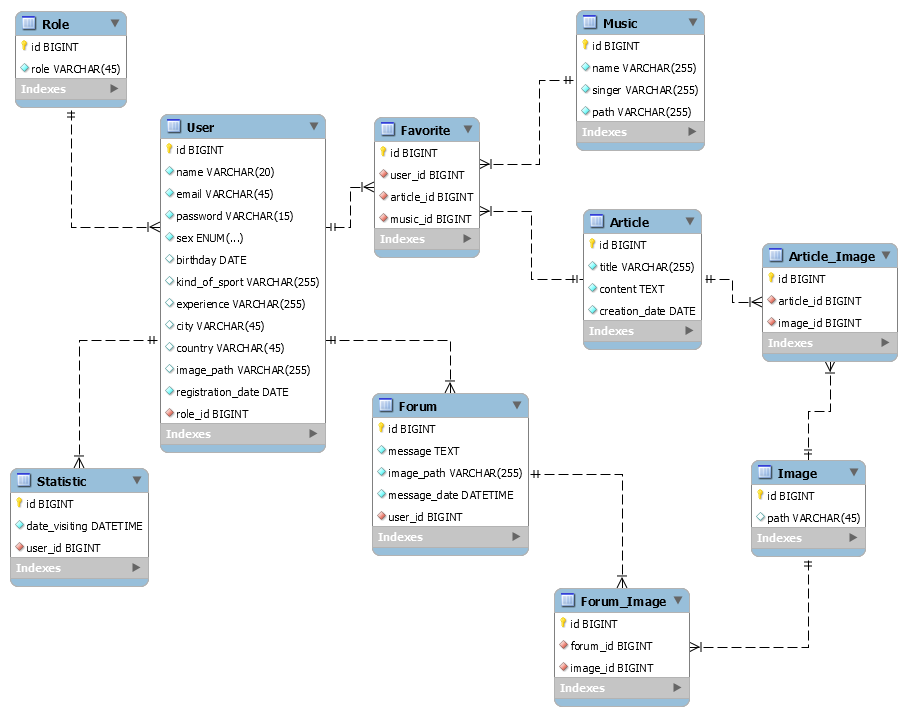 Role
id BIGINT
role VARCHAR(45)
Indexes
User
id BIGINT
name VARCHAR(20)
email VARCHAR(45)
password VARCHAR(15)
sex ENUM(...)
birthday DATE
kind_of_sport VARCHAR(255)
experience VARCHAR(255)
city VARCHAR(45)
country VARCHAR(45)
image_path VARCHAR(255)
registration_date DATE
role_id BIGINT
Indexes
Statistic
id BIGINT
date_visiting DATETIME
user_id BIGINT
Indexes
Favorite
id BIGINT
user_id BIGINT
article_id BIGINT
music_id BIGINT
Indexes
Forum
id BIGINT
message TEXT
image_path VARCHAR(255)
message_date DATETIME
user_id BIGINT
Indexes
Music
id BIGINT
name VARCHAR(255)
singer VARCHAR(255)
path VARCHAR(255)
Indexes
Article
id BIGINT
title VARCHAR(255)
content TEXT
creation_date DATE
Indexes
Article_Image
id BIGINT
article_id BIGINT
image_id BIGINT
Indexes
Image
id BIGINT
path VARCHAR(45)
Indexes
Forum_Image
id BIGINT
forum_id BIGINT
image_id BIGINT
Indexes